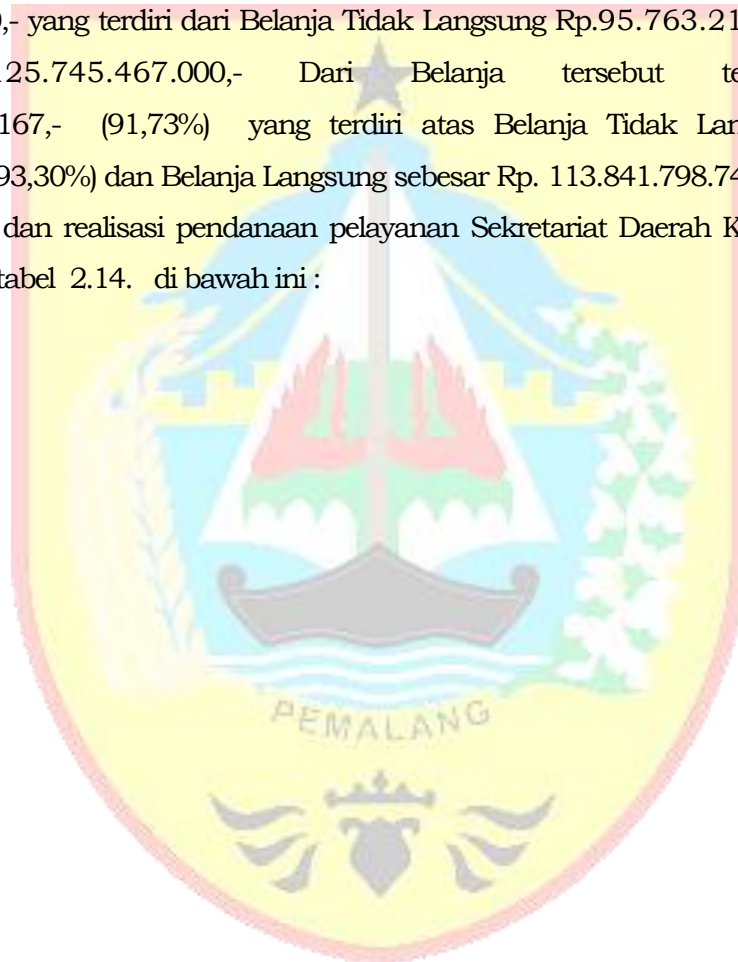 ),- yang terdiri dari Belanja Tidak Langsung Rp.95.763.21
25.745.467.000,- Dari Belanja tersebut te
167,- (91,73%) yang terdiri atas Belanja Tidak Lan
93,30%) dan Belanja Langsung sebesar Rp. 113.841.798.74
dan realisasi pendanaan pelayanan Sekretariat Daerah K
tabel 2.14. di bawah ini :
PEMALANG